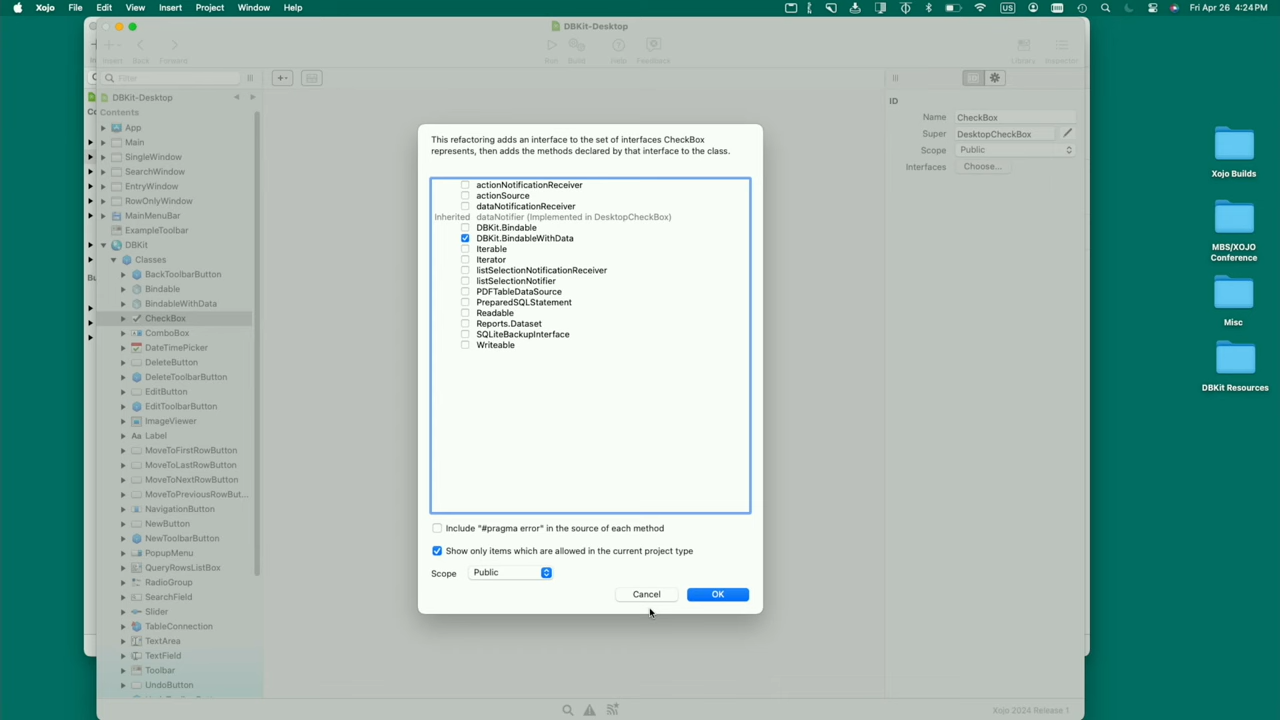 Xojo File Edit View Insert Project Window Help
US Fri Apr 26 4:24 PM
DBKit-Desktop
Insert Back Forward Run Build Help Feedback Library Inspector
Filter
DBKit-Desktop
Contents
App
Main
SingleWindow
SearchWindow
EntryWindow
RowOnlyWindow
MainMenuBar
ExampleToolbar
DBKit
Classes
BackToolbarButton
Bindable
BindableWithData
CheckBox
ComboBox
DateTimePicker
DeleteButton
DeleteToolbarButton
EditButton
EditToolbarButton
ImageViewer
Aa Label
MoveToFirstRowButton
MoveToLastRowButton
MoveToNextRowButton
MoveToPreviousRowBut...
NavigationButton
NewButton
NewToolbarButton
PopupMenu
QueryRowsListBox
RadioGroup
SearchField
Slider
TableConnection
TextArea
TextField
Toolbar
UndoButton
This refactoring adds an interface to the set of interfaces CheckBox
represents, then adds the methods declared by that interface to the class.
actionNotificationReceiver
actionSource
dataNotificationReceiver
Inherited dataNotifier (Implemented in DesktopCheckBox)
DBKit.Bindable
DBKit.BindableWithData
Iterable
Iterator
listSelectionNotificationReceiver
listSelectionNotifier
PDFTableDataSource
PreparedSQLStatement
Readable
Reports.Dataset
SQLiteBackupInterface
Writeable
Include "#pragma error" in the source of each method
Show only items which are allowed in the current project type
Scope Public
Cancel OK
ID
Name CheckBox
Super DesktopCheckBox
Scope Public
Interfaces Choose...
Xojo 2024 Release 1
Xojo Builds
MBS/XOJO
Conference
Misc
DBKit Resources